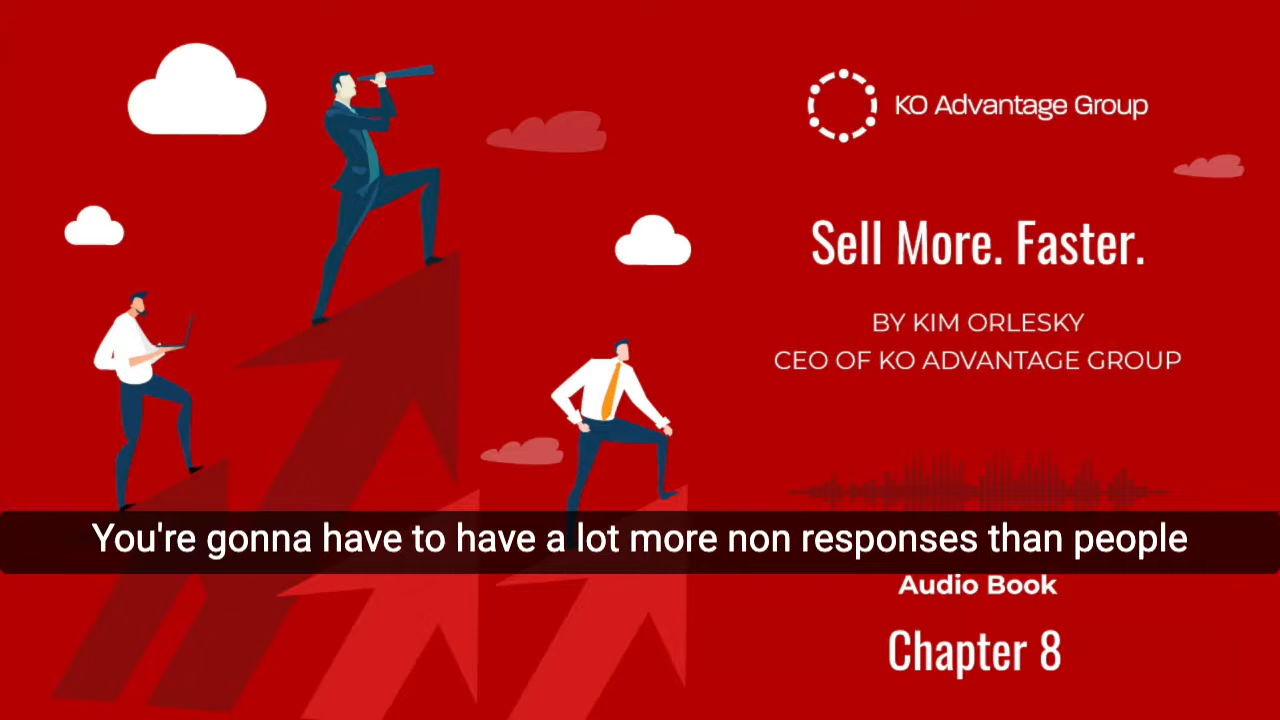 KO Advantage Group
Sell More. Faster.
BY KIM ORLESKY
CEO OF KO ADVANTAGE GROUP
You're gonna have to have a lot more non responses than people
Audio Book
Chapter 8